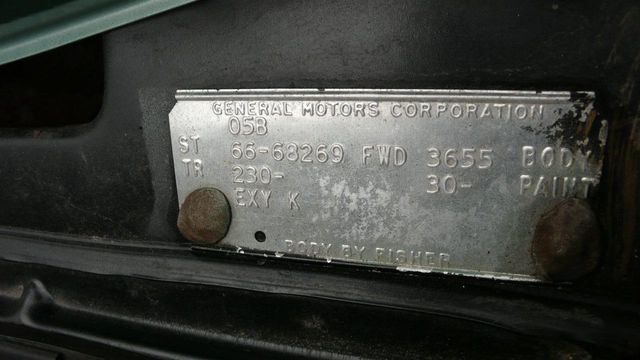 GENERAL MOTORS CORPORATION
05B
ST 66-68269 FWD 3655 BODY
TR 230- 30- PAINT
EXY K
BODY BY FISHER